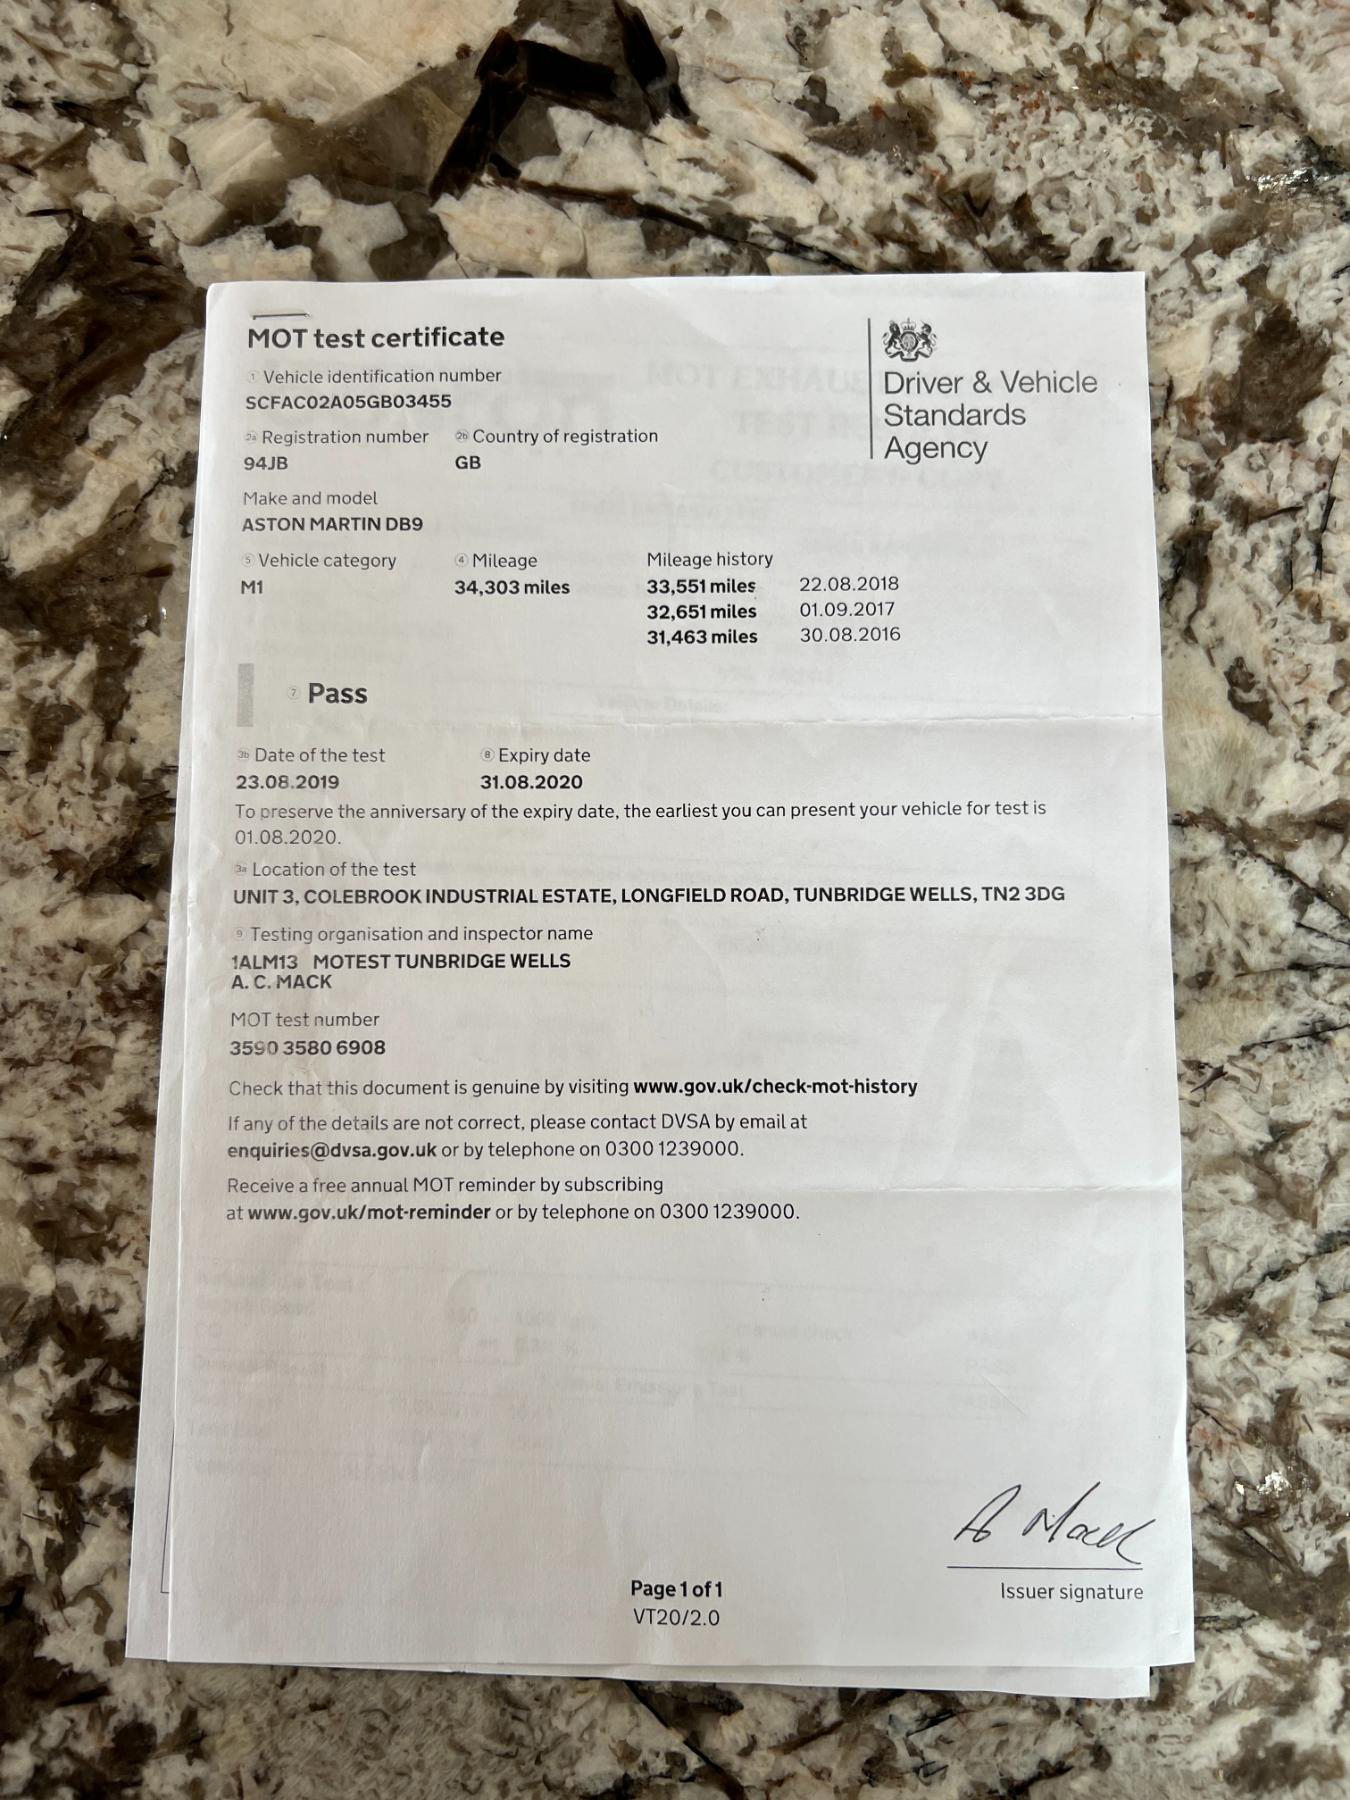 MOT test certificate
1 Vehicle identification number
SCFAC02A05GB03455
2a Registration number 2b Country of registration
94JB GB
Make and model
ASTON MARTIN DB9
5 Vehicle category 4 Mileage Mileage history
M1 34,303 miles 33,551 miles 22.08.2018
32,651 miles 01.09.2017
31,463 miles 30.08.2016
Driver & Vehicle
Standards
Agency
7 Pass
3b Date of the test 8 Expiry date
23.08.2019 31.08.2020
To preserve the anniversary of the expiry date, the earliest you can present your vehicle for test is
01.08.2020.
3a Location of the test
UNIT 3, COLEBROOK INDUSTRIAL ESTATE, LONGFIELD ROAD, TUNBRIDGE WELLS, TN2 3DG
9 Testing organisation and inspector name
1ALM13 MOTEST TUNBRIDGE WELLS
A. C. MACK
MOT test number
3590 3580 6908
Check that this document is genuine by visiting www.gov.uk/check-mot-history
If any of the details are not correct, please contact DVSA by email at
enquiries@dvsa.gov.uk or by telephone on 0300 1239000.
Receive a free annual MOT reminder by subscribing
at www.gov.uk/mot-reminder or by telephone on 0300 1239000.
A Mack
Issuer signature
Page 1 of 1
VT20/2.0